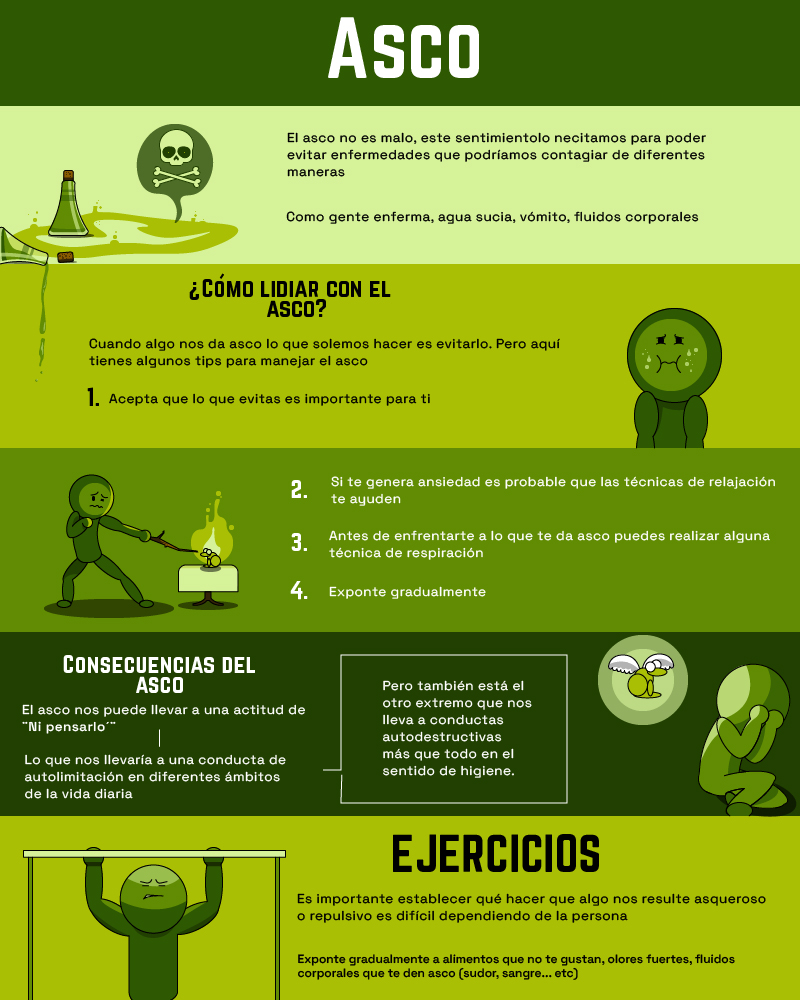 Asco
El asco no es malo, este sentimientolo necitamos para poder
evitar enfermedades que podríamos contagiar de diferentes
maneras
Como gente enferma, agua sucia, vómito, fluidos corporales
¿Cómo lidiar con el
asco?
Cuando algo nos da asco lo que solemos hacer es evitarlo. Pero aquí
tienes algunos tips para manejar el asco
1. Acepta que lo que evitas es importante para ti
2. Si te genera ansiedad es probable que las técnicas de relajación
te ayuden
3. Antes de enfrentarte a lo que te da asco puedes realizar alguna
técnica de respiración
4. Exponte gradualmente
Consecuencias del
asco
El asco nos puede llevar a una actitud de
¨Ni pensarlo´¨
Lo que nos llevaría a una conducta de
autolimitación en diferentes ámbitos
de la vida diaria
Pero también está el
otro extremo que nos
lleva a conductas
autodestructivas
más que todo en el
sentido de higiene.
EJERCICIOS
Es importante establecer qué hacer que algo nos resulte asqueroso
o repulsivo es difícil dependiendo de la persona
Exponte gradualmente a alimentos que no te gustan, olores fuertes, fluidos
corporales que te den asco (sudor, sangre... etc)